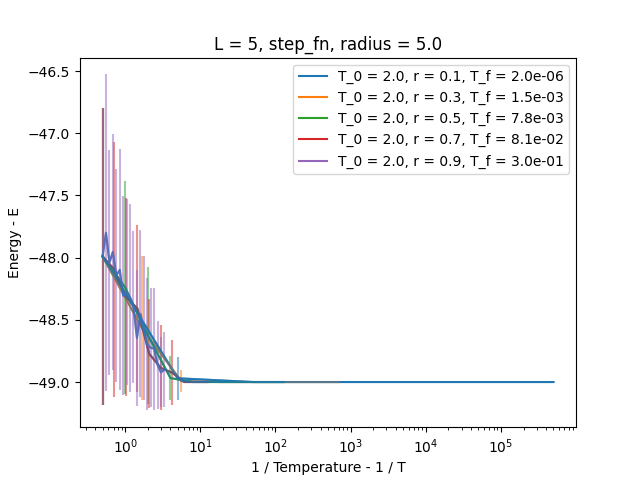 L = 5, step_fn, radius = 5.0
T_0 = 2.0, r = 0.1, T_f = 2.0e-06
T_0 = 2.0, r = 0.3, T_f = 1.5e-03
T_0 = 2.0, r = 0.5, T_f = 7.8e-03
T_0 = 2.0, r = 0.7, T_f = 8.1e-02
T_0 = 2.0, r = 0.9, T_f = 3.0e-01
Energy - E
−46.5
−47.0
−47.5
−48.0
−48.5
−49.0
10⁰ 10¹ 10² 10³ 10⁴ 10⁵
1 / Temperature - 1 / T